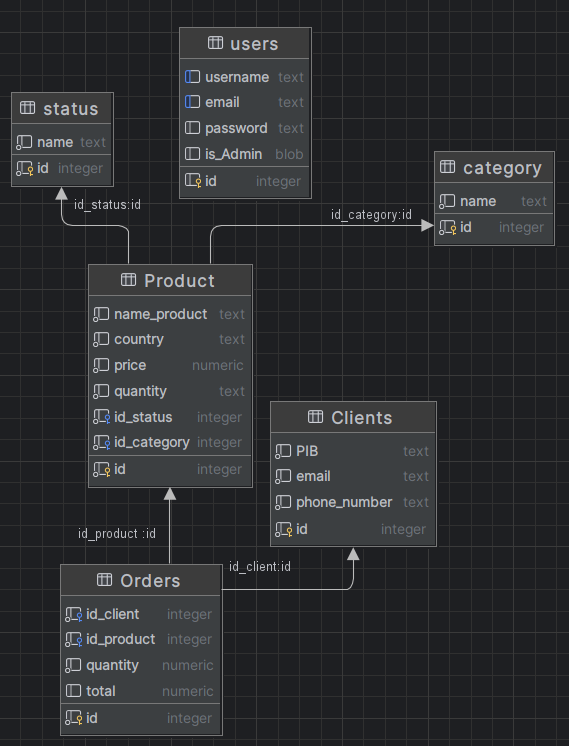 users
username text
email text
password text
is_Admin blob
id integer
status
name text
id integer
category
name text
id integer
id_status:id
id_category:id
Product
name_product text
country text
price numeric
quantity text
id_status integer
id_category integer
id integer
Clients
PIB text
email text
phone_number text
id integer
id_product :id
id_client:id
Orders
id_client integer
id_product integer
quantity numeric
total numeric
id integer